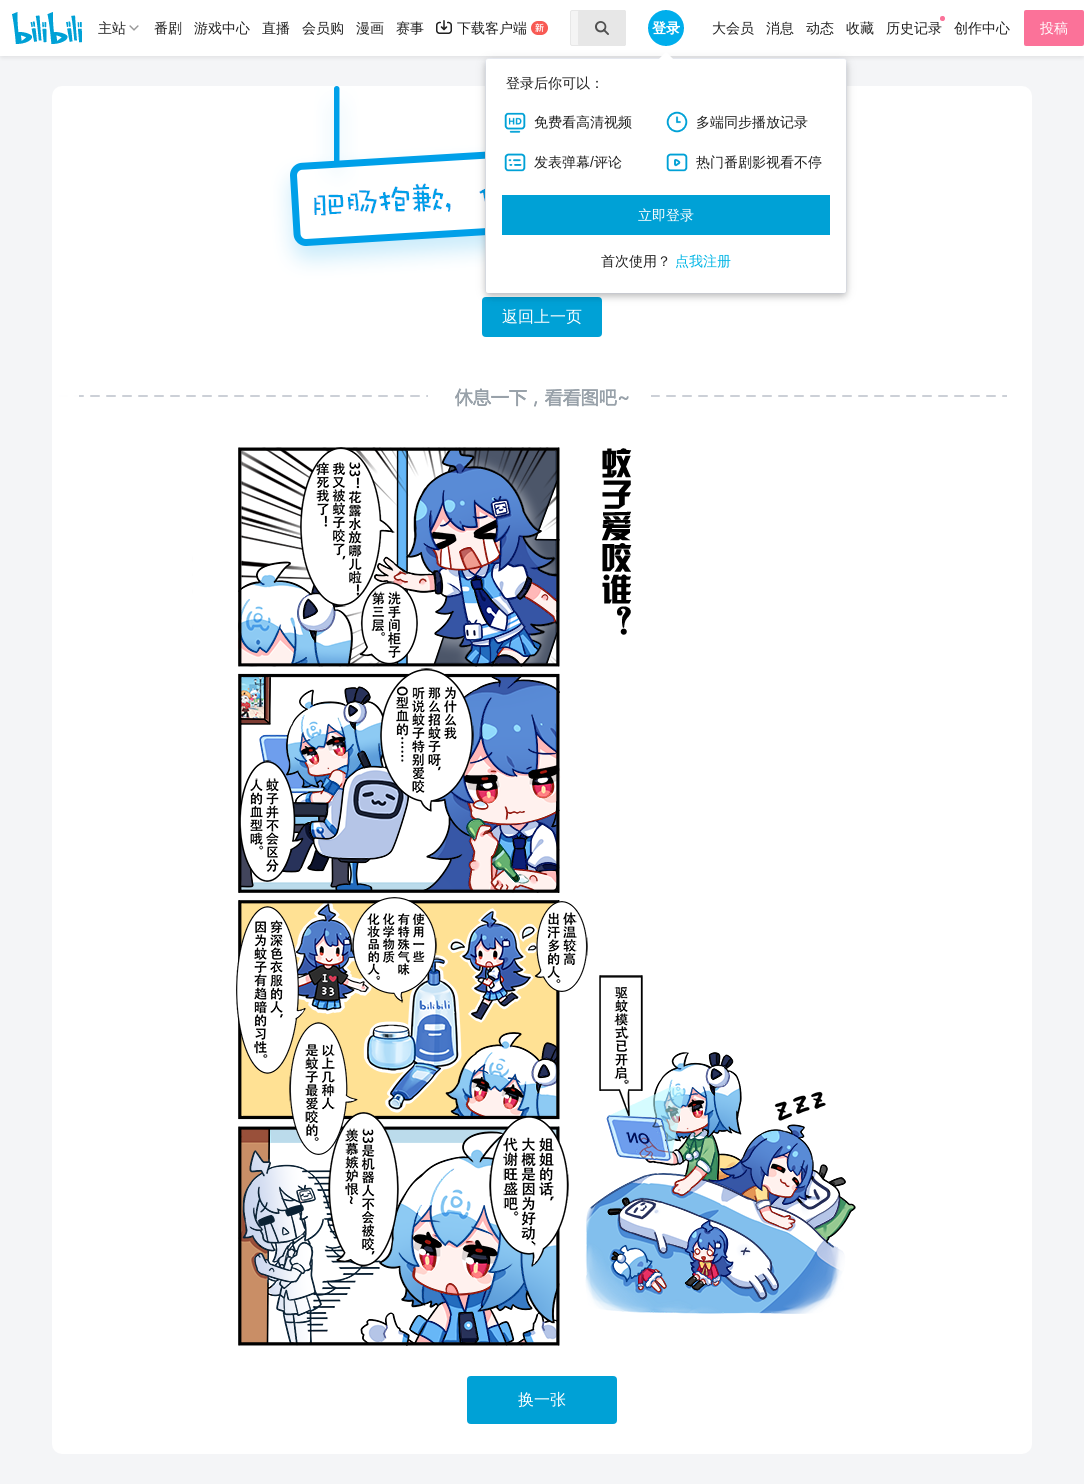 bilibili 主站 番剧 游戏中心 直播 会员购 漫画 赛事 下载客户端 新 登录 大会员 消息 动态 收藏 历史记录 创作中心 投稿
登录后你可以：
免费看高清视频 多端同步播放记录
发表弹幕/评论 热门番剧影视看不停
立即登录
首次使用？ 点我注册
肥肠抱歉，
返回上一页
休息一下，看看图吧~
蚊子爱咬谁？
33！花露水放哪儿啦！
我又被蚊子咬了，
痒死我了！
洗手间柜子
第三层。
为什么我
那么招蚊子呀，
听说蚊子特别爱咬
O型血的……
蚊子并不会区分
人的血型哦。
体温较高
出汗多的人。
使用一些
有特殊气味
化学物质
化妆品的人。
穿深色衣服的人，
因为蚊子有趋暗的习性。
I
33
bilibili
以上几种人
是蚊子最爱咬的。
姐姐的话，
大概是因为好动、
代谢旺盛吧。
33是机器人不会被咬，
羡慕嫉妒恨~
驱蚊模式已开启。
NO
ZZZ
换一张